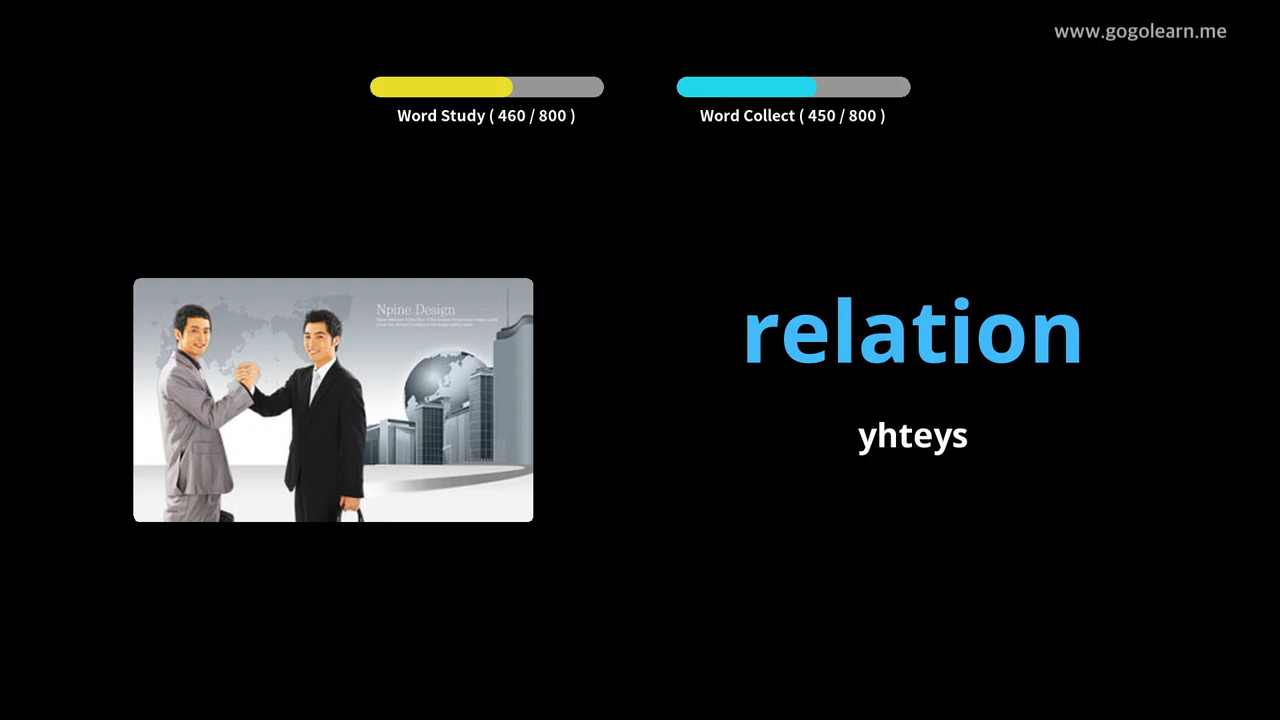 www.gogolearn.me
Word Study ( 460 / 800 )
Word Collect ( 450 / 800 )
Npine Design
relation
yhteys